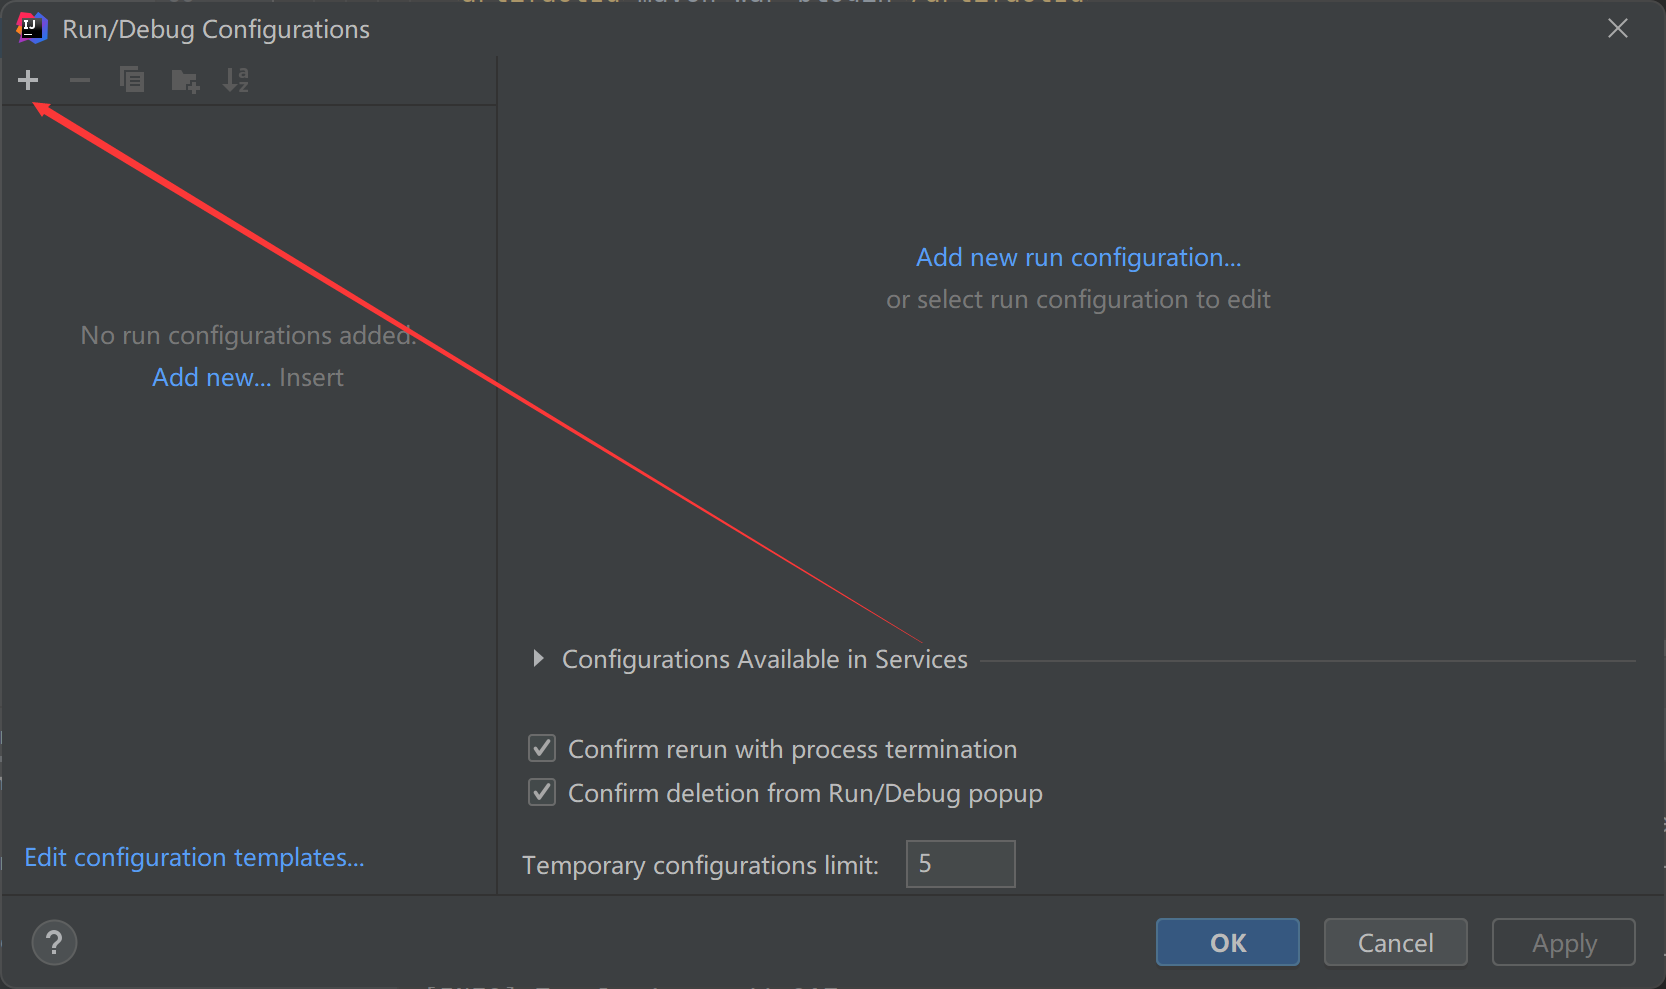 IJ
Run/Debug Configurations
No run configurations added.
Add new... Insert
Add new run configuration...
or select run configuration to edit
Configurations Available in Services
Confirm rerun with process termination
Confirm deletion from Run/Debug popup
Edit configuration templates...
Temporary configurations limit: 5
?
OK
Cancel
Apply